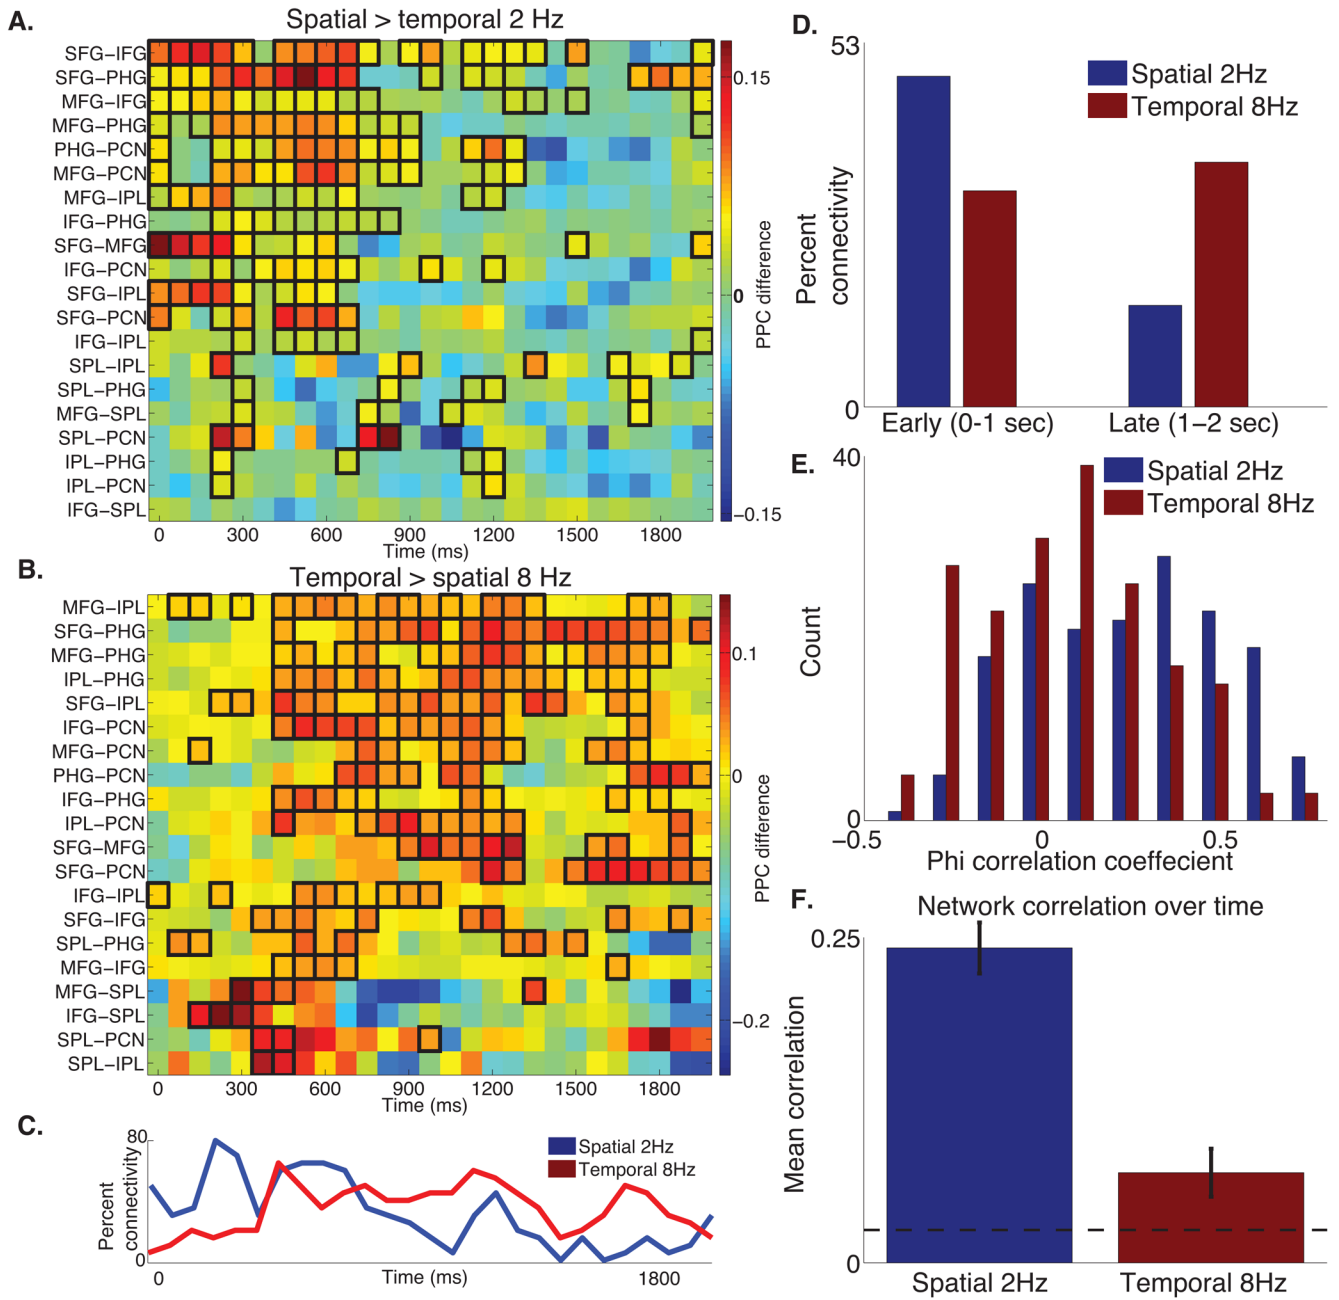 A.
Spatial > temporal 2 Hz
SFG–IFG
SFG–PHG
MFG–IFG
MFG–PHG
PHG–PCN
MFG–PCN
MFG–IPL
IFG–PHG
SFG–MFG
IFG–PCN
SFG–IPL
SFG–PCN
IFG–IPL
SPL–IPL
SPL–PHG
MFG–SPL
SPL–PCN
IPL–PHG
IPL–PCN
IFG–SPL
0 300 600 900 1200 1500 1800
Time (ms)
0.15
0
−0.15
PPC difference
B.
Temporal > spatial 8 Hz
MFG–IPL
SFG–PHG
MFG–PHG
IPL–PHG
SFG–IPL
IFG–PCN
MFG–PCN
PHG–PCN
IFG–PHG
IPL–PCN
SFG–MFG
SFG–PCN
IFG–IPL
SFG–IFG
SPL–PHG
MFG–IFG
MFG–SPL
IFG–SPL
SPL–PCN
SPL–IPL
0 300 600 900 1200 1500 1800
Time (ms)
0.1
0
−0.2
PPC difference
C.
80
0
Percent
connectivity
Spatial 2Hz
Temporal 8Hz
0 1800
Time (ms)
D.
53
0
Percent
connectivity
Spatial 2Hz
Temporal 8Hz
Early (0-1 sec) Late (1–2 sec)
E.
40
0
Count
Spatial 2Hz
Temporal 8Hz
−0.5 0 0.5
Phi correlation coeffecient
F.
Network correlation over time
0.25
0
Mean correlation
Spatial 2Hz Temporal 8Hz